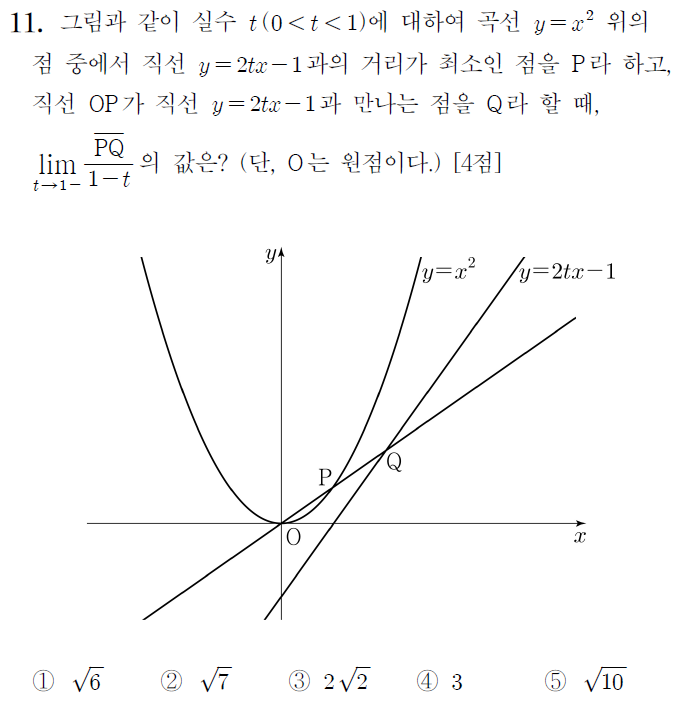 11. 그림과 같이 실수 t(0<t<1)에 대하여 곡선 y=x² 위의
점 중에서 직선 y=2tx-1과의 거리가 최소인 점을 P라 하고,
직선 OP가 직선 y=2tx-1과 만나는 점을 Q라 할 때,
lim_{t→1-} \frac{\overline{PQ}}{1-t} 의 값은? (단, O는 원점이다.) [4점]
y
y=x²
y=2tx-1
P
Q
O
x
① √6 ② √7 ③ 2√2 ④ 3 ⑤ √10